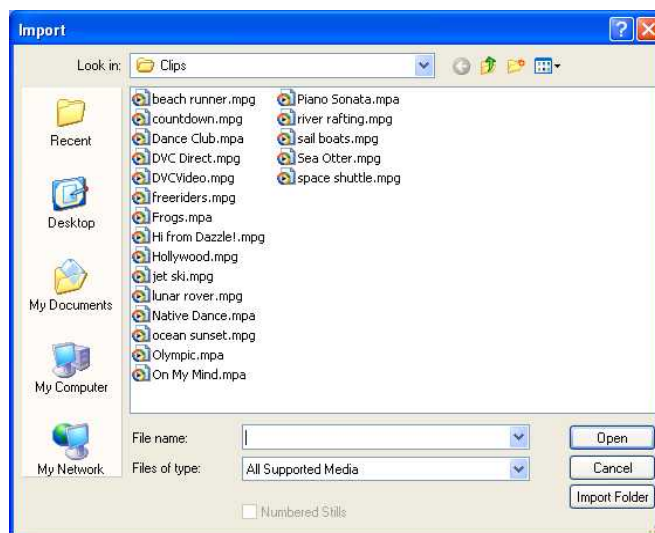 Import
Look in: Clips
Recent
Desktop
My Documents
My Computer
My Network
beach runner.mpg
countdown.mpg
Dance Club.mpa
DVC Direct.mpg
DVCVideo.mpg
freeriders.mpg
Frogs.mpa
Hi from Dazzle!.mpg
Hollywood.mpg
jet ski.mpg
lunar rover.mpg
Native Dance.mpa
ocean sunset.mpg
Olympic.mpa
On My Mind.mpa
Piano Sonata.mpa
river rafting.mpg
sail boats.mpg
Sea Otter.mpg
space shuttle.mpg
File name:
Open
Files of type: All Supported Media
Cancel
Import Folder
Numbered Stills